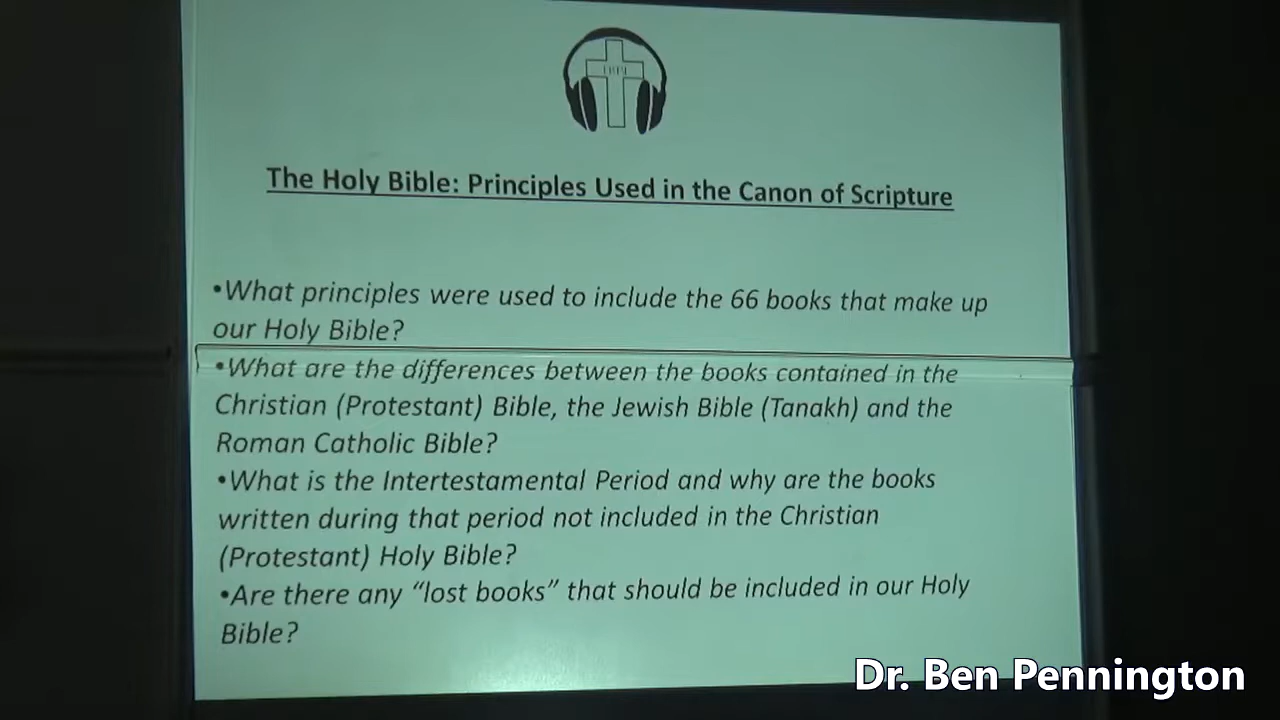 The Holy Bible: Principles Used in the Canon of Scripture
•What principles were used to include the 66 books that make up
our Holy Bible?
•What are the differences between the books contained in the
Christian (Protestant) Bible, the Jewish Bible (Tanakh) and the
Roman Catholic Bible?
•What is the Intertestamental Period and why are the books
written during that period not included in the Christian
(Protestant) Holy Bible?
•Are there any “lost books” that should be included in our Holy
Bible?
Dr. Ben Pennington